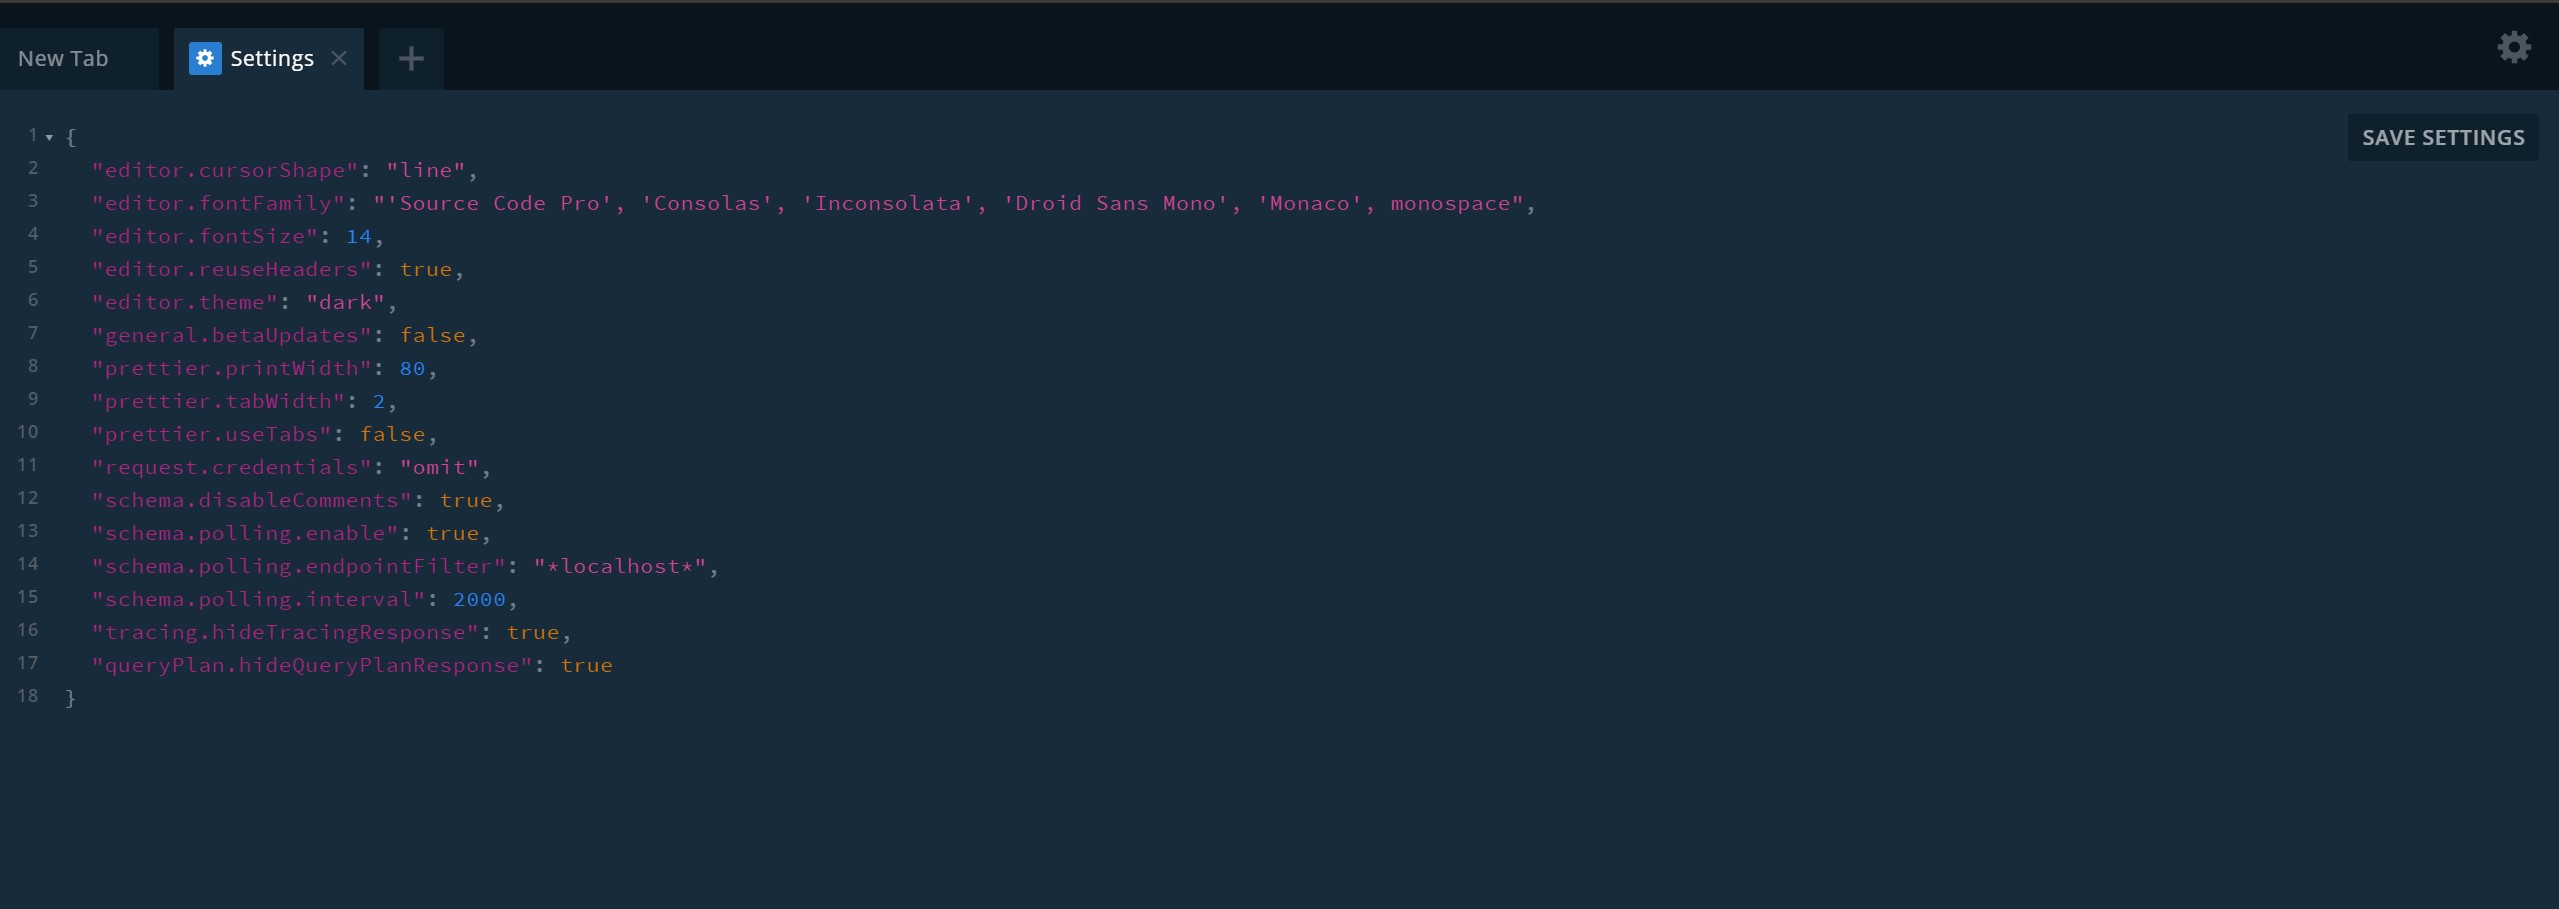 New Tab
Settings
SAVE SETTINGS
1 {
2 "editor.cursorShape": "line",
3 "editor.fontFamily": "'Source Code Pro', 'Consolas', 'Inconsolata', 'Droid Sans Mono', 'Monaco', monospace",
4 "editor.fontSize": 14,
5 "editor.reuseHeaders": true,
6 "editor.theme": "dark",
7 "general.betaUpdates": false,
8 "prettier.printWidth": 80,
9 "prettier.tabWidth": 2,
10 "prettier.useTabs": false,
11 "request.credentials": "omit",
12 "schema.disableComments": true,
13 "schema.polling.enable": true,
14 "schema.polling.endpointFilter": "*localhost*",
15 "schema.polling.interval": 2000,
16 "tracing.hideTracingResponse": true,
17 "queryPlan.hideQueryPlanResponse": true
18 }